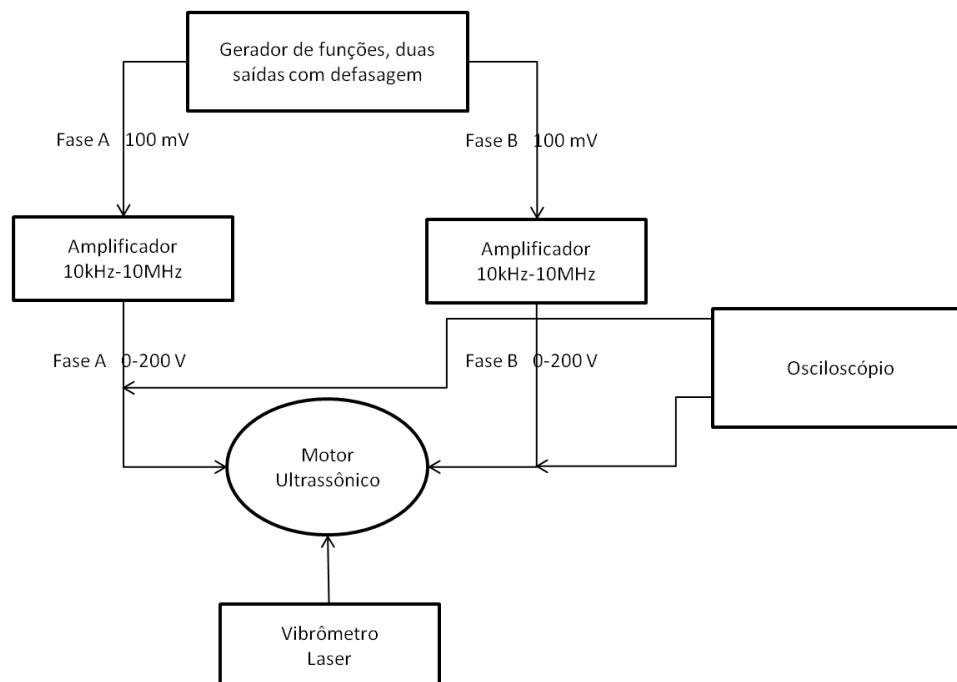 Gerador de funções, duas
saídas com defasagem
Fase A 100 mV
Fase B 100 mV
Amplificador
10kHz-10MHz
Amplificador
10kHz-10MHz
Fase A 0-200 V
Fase B 0-200 V
Osciloscópio
Motor
Ultrassônico
Vibrômetro
Laser